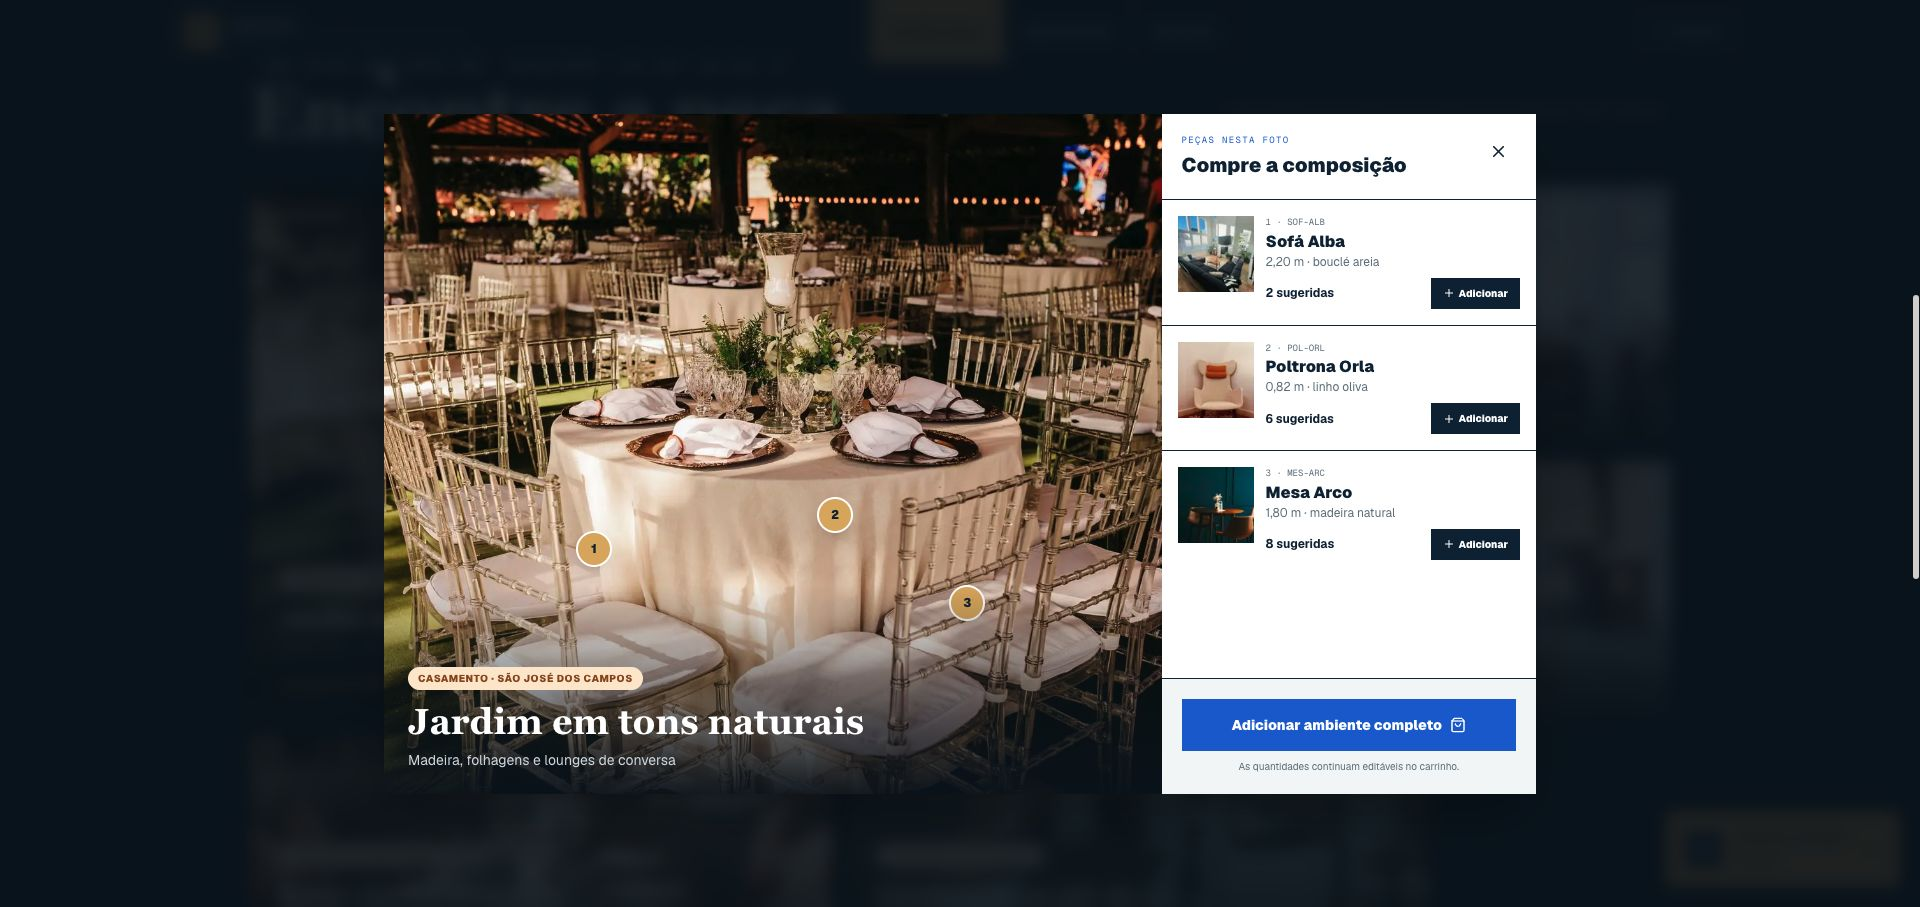 PEÇAS NESTA FOTO
Compre a composição
1 · SOF-ALB
Sofá Alba
2,20 m · bouclé areia
2 sugeridas
+ Adicionar
2 · POL-ORL
Poltrona Orla
0,82 m · linho oliva
6 sugeridas
+ Adicionar
3 · MES-ARC
Mesa Arco
1,80 m · madeira natural
8 sugeridas
+ Adicionar
1
2
3
CASAMENTO · SÃO JOSÉ DOS CAMPOS
Jardim em tons naturais
Madeira, folhagens e lounges de conversa
Adicionar ambiente completo
As quantidades continuam editáveis no carrinho.